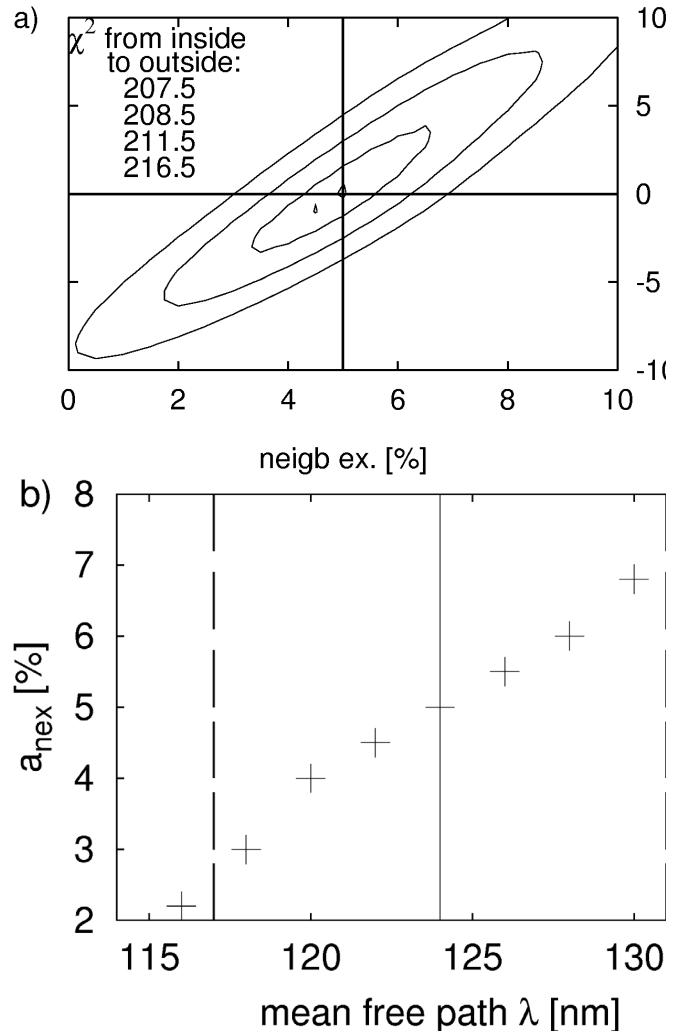 a)
χ² from inside
to outside:
207.5
208.5
211.5
216.5
10
5
0
-5
-10
0 2 4 6 8 10
neigb ex. [%]
b)
8
7
6
5
4
3
2
a_nex [%]
115 120 125 130
mean free path λ [nm]